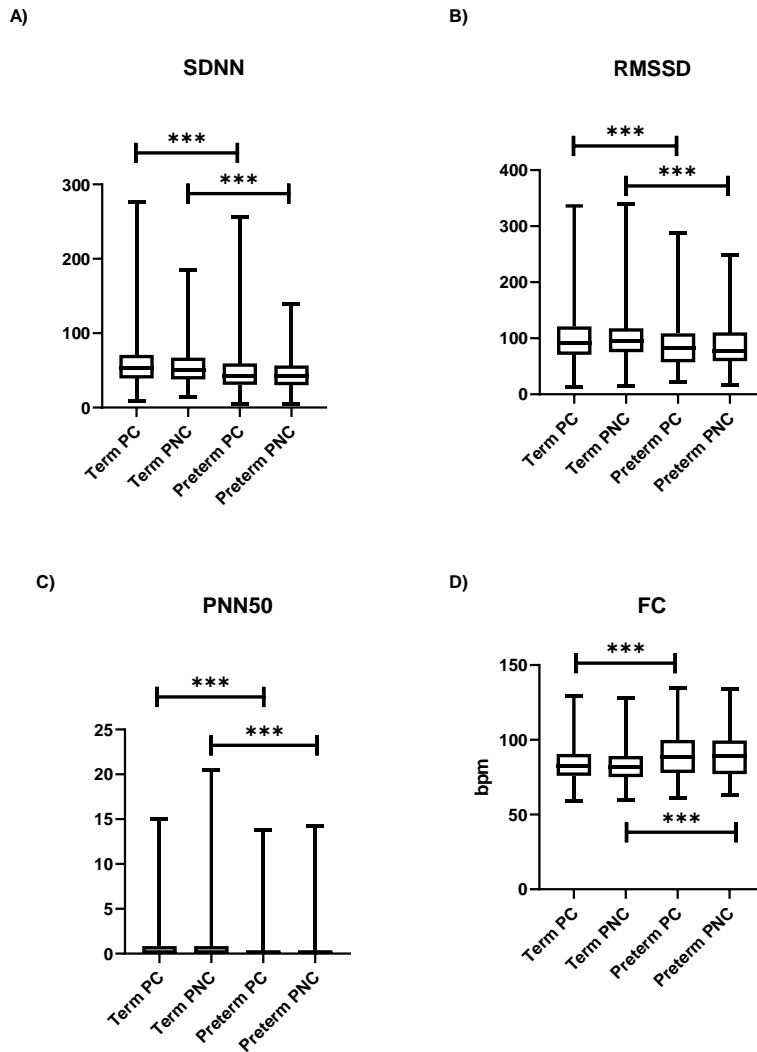 A)
SDNN
***
***
300
200
100
0
Term PC
Term PNC
Preterm PC
Preterm PNC
B)
RMSSD
***
***
400
300
200
100
0
Term PC
Term PNC
Preterm PC
Preterm PNC
C)
PNN50
***
***
25
20
15
10
5
0
Term PC
Term PNC
Preterm PC
Preterm PNC
D)
FC
***
150
100
bpm
50
***
0
Term PC
Term PNC
Preterm PC
Preterm PNC